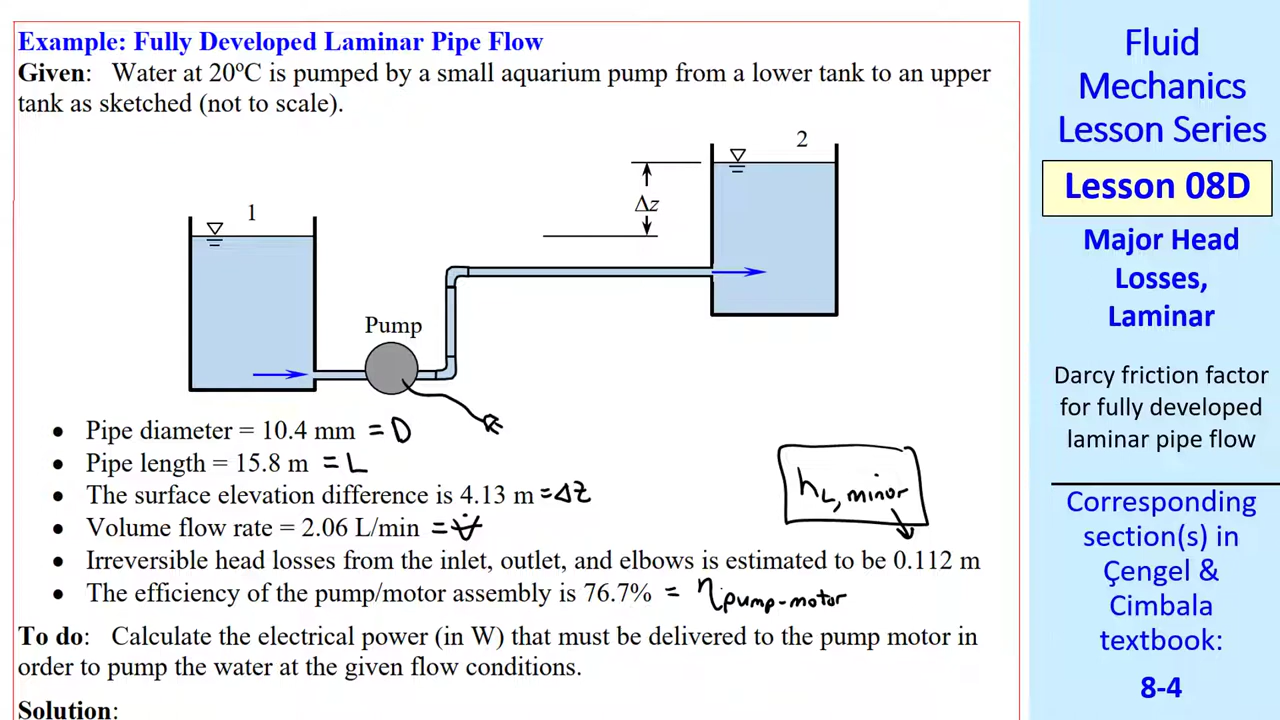 Example: Fully Developed Laminar Pipe Flow
Given: Water at 20ºC is pumped by a small aquarium pump from a lower tank to an upper
tank as sketched (not to scale).
2
Δz
1
Pump
• Pipe diameter = 10.4 mm = D
• Pipe length = 15.8 m = L
• The surface elevation difference is 4.13 m = ΔZ
• Volume flow rate = 2.06 L/min = V̶̇
hL, minor
• Irreversible head losses from the inlet, outlet, and elbows is estimated to be 0.112 m
• The efficiency of the pump/motor assembly is 76.7% = ηpump-motor
To do: Calculate the electrical power (in W) that must be delivered to the pump motor in
order to pump the water at the given flow conditions.
Solution:
Fluid
Mechanics
Lesson Series
Lesson 08D
Major Head
Losses,
Laminar
Darcy friction factor
for fully developed
laminar pipe flow
Corresponding
section(s) in
Çengel &
Cimbala
textbook:
8-4